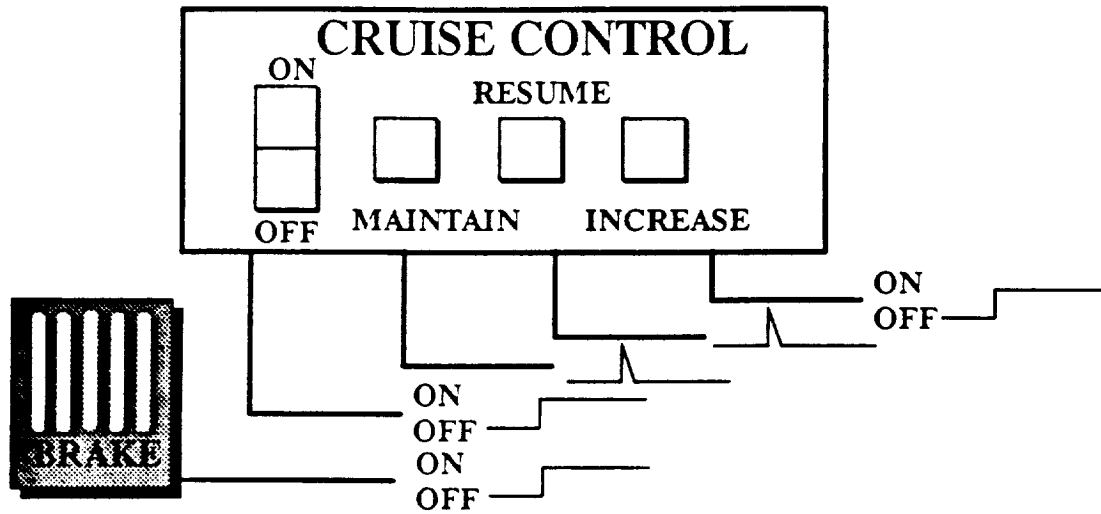 CRUISE CONTROL
ON
RESUME
OFF
MAINTAIN
INCREASE
ON
OFF
ON
OFF
BRAKE
ON
OFF